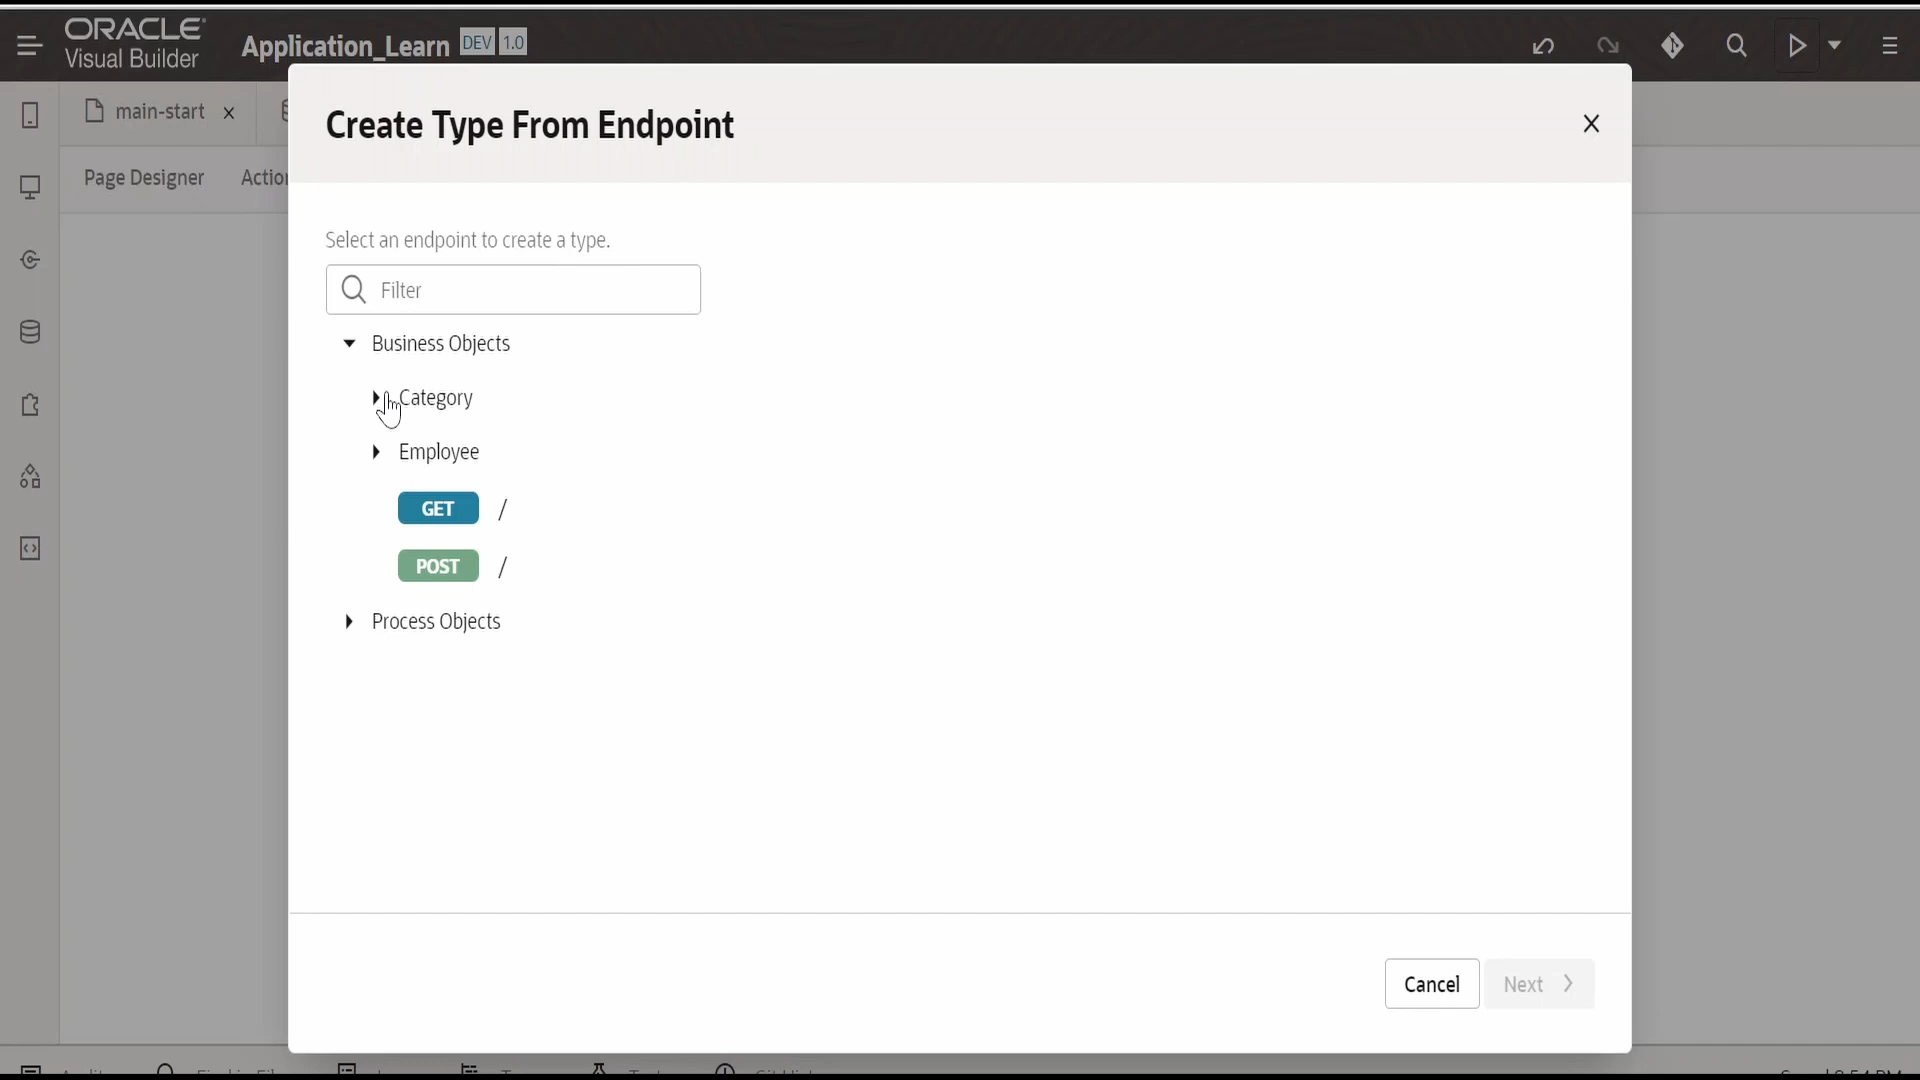 ORACLE
Visual Builder
Application_Learn DEV 1.0
main-start
Page Designer
Create Type From Endpoint
Select an endpoint to create a type.
Filter
Business Objects
Category
Employee
GET /
POST /
Process Objects
Cancel
Next